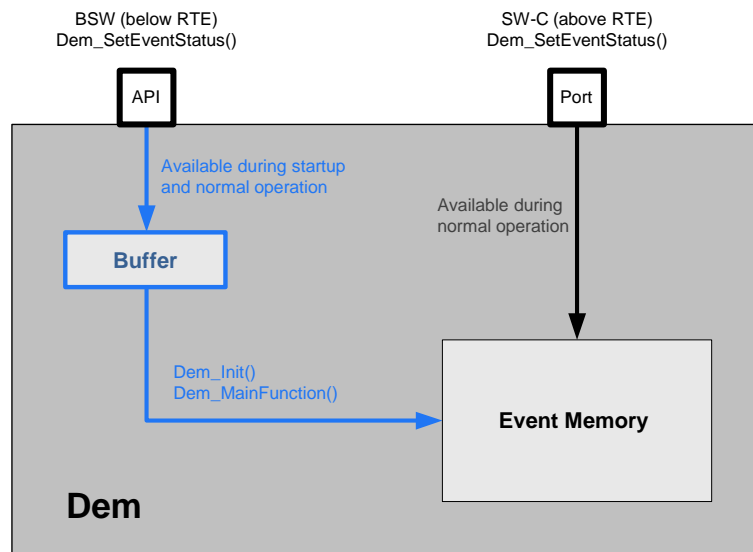 BSW (below RTE)
Dem_SetEventStatus()
SW-C (above RTE)
Dem_SetEventStatus()
API
Port
Available during startup
and normal operation
Available during
normal operation
Buffer
Dem_Init()
Dem_MainFunction()
Event Memory
Dem